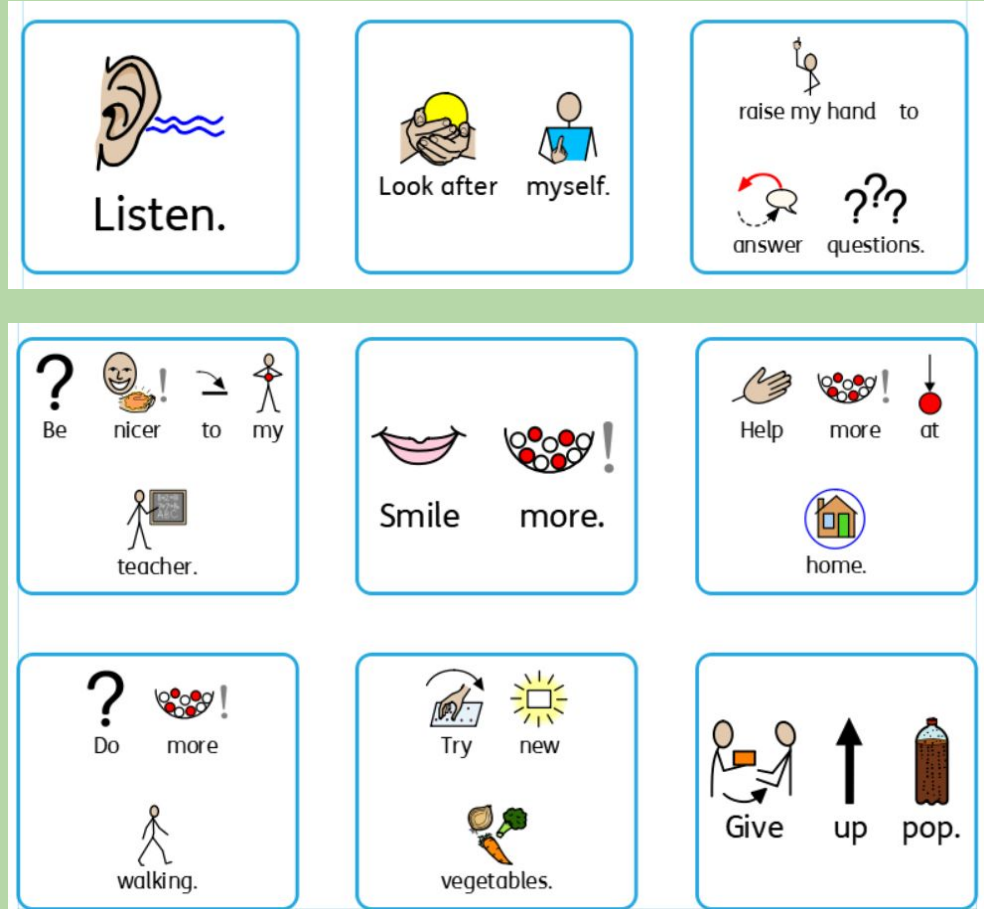 Listen.
Look after myself.
raise my hand to
answer questions.
Be nicer to my
teacher.
Smile more.
Help more at
home.
Do more
walking.
Try new
vegetables.
Give up pop.